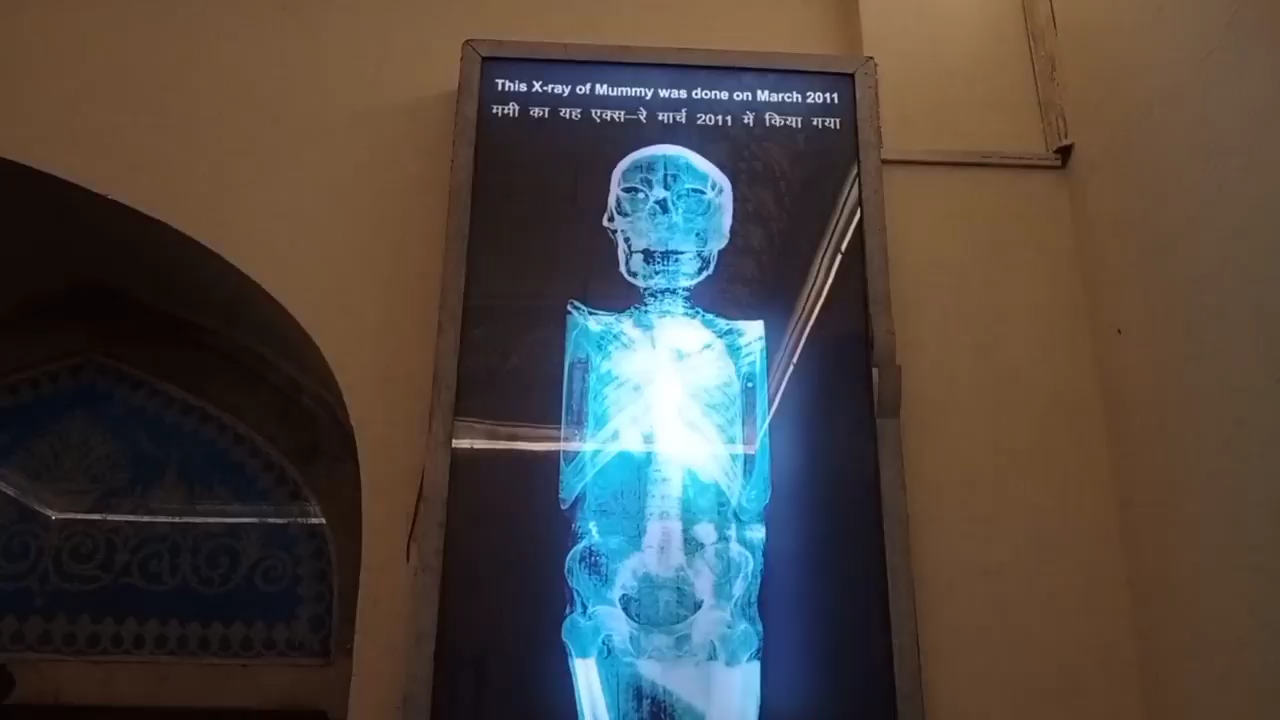 This X-ray of Mummy was done on March 2011
ममी का यह एक्स–रे मार्च 2011 में किया गया